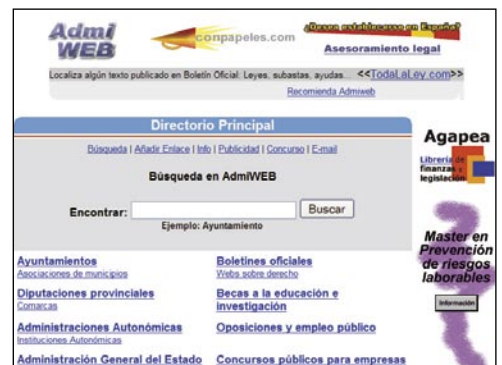 Admi
WEB
conpapeles.com
¿Desea establecerse en España?
Asesoramiento legal
Localiza algún texto publicado en Boletín Oficial: Leyes, subastas, ayudas... <<TodaLaLey.com>>
Recomienda Admiweb
Directorio Principal
Búsqueda | Añadir Enlace | Info | Publicidad | Concurso | E-mail
Búsqueda en AdmiWEB
Encontrar:
Buscar
Ejemplo: Ayuntamiento
Ayuntamientos
Asociaciones de municipios
Boletines oficiales
Webs sobre derecho
Diputaciones provinciales
Comarcas
Becas a la educación e
investigación
Administraciones Autonómicas
Instituciones Autonómicas
Oposiciones y empleo público
Administración General del Estado
Concursos públicos para empresas
Agapea
Librería de
finanzas y
legislación
Master en
Prevención
de riesgos
laborables
Información